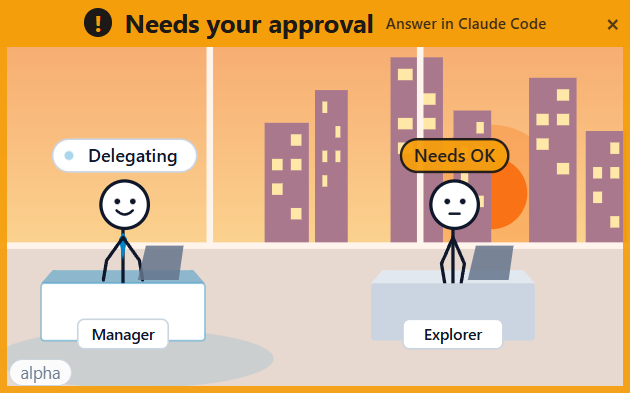 ! Needs your approval Answer in Claude Code ×
Delegating
Needs OK
Manager
Explorer
alpha